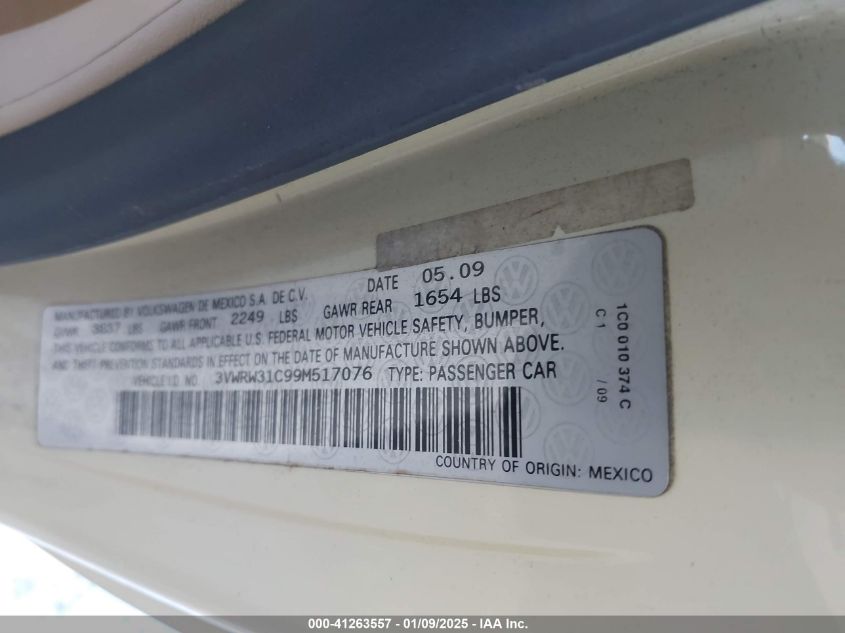 MANUFACTURED BY VOLKSWAGEN DE MEXICO S.A. DE C.V. DATE 05.09
GVWR 3837 LBS GAWR FRONT 2249 LBS GAWR REAR 1654 LBS
THIS VEHICLE CONFORMS TO ALL APPLICABLE U.S. FEDERAL MOTOR VEHICLE SAFETY, BUMPER,
AND THEFT PREVENTION STANDARDS IN EFFECT ON THE DATE OF MANUFACTURE SHOWN ABOVE.
VEHICLE I.D. NO. 3VWRW31C99M517076 TYPE: PASSENGER CAR
COUNTRY OF ORIGIN: MEXICO
1C0 010 374 C
C 1 / 09
000-41263557 - 01/09/2025 - IAA Inc.